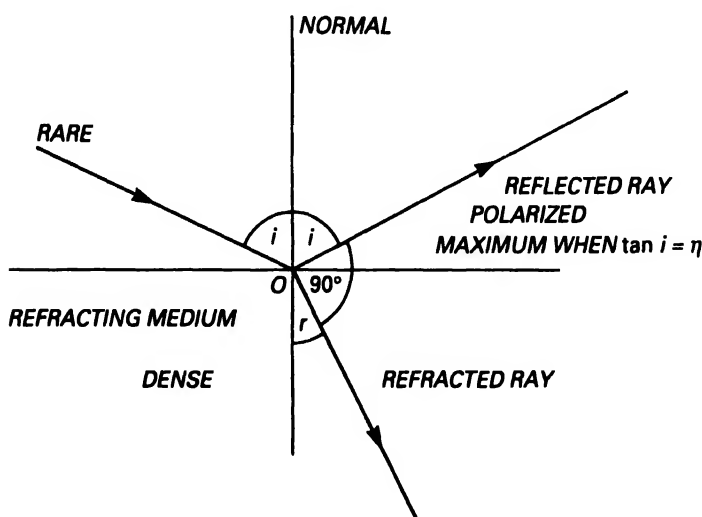 NORMAL
RARE
REFLECTED RAY
POLARIZED
MAXIMUM WHEN tan i = η
i i
O 90°
r
REFRACTING MEDIUM
DENSE
REFRACTED RAY